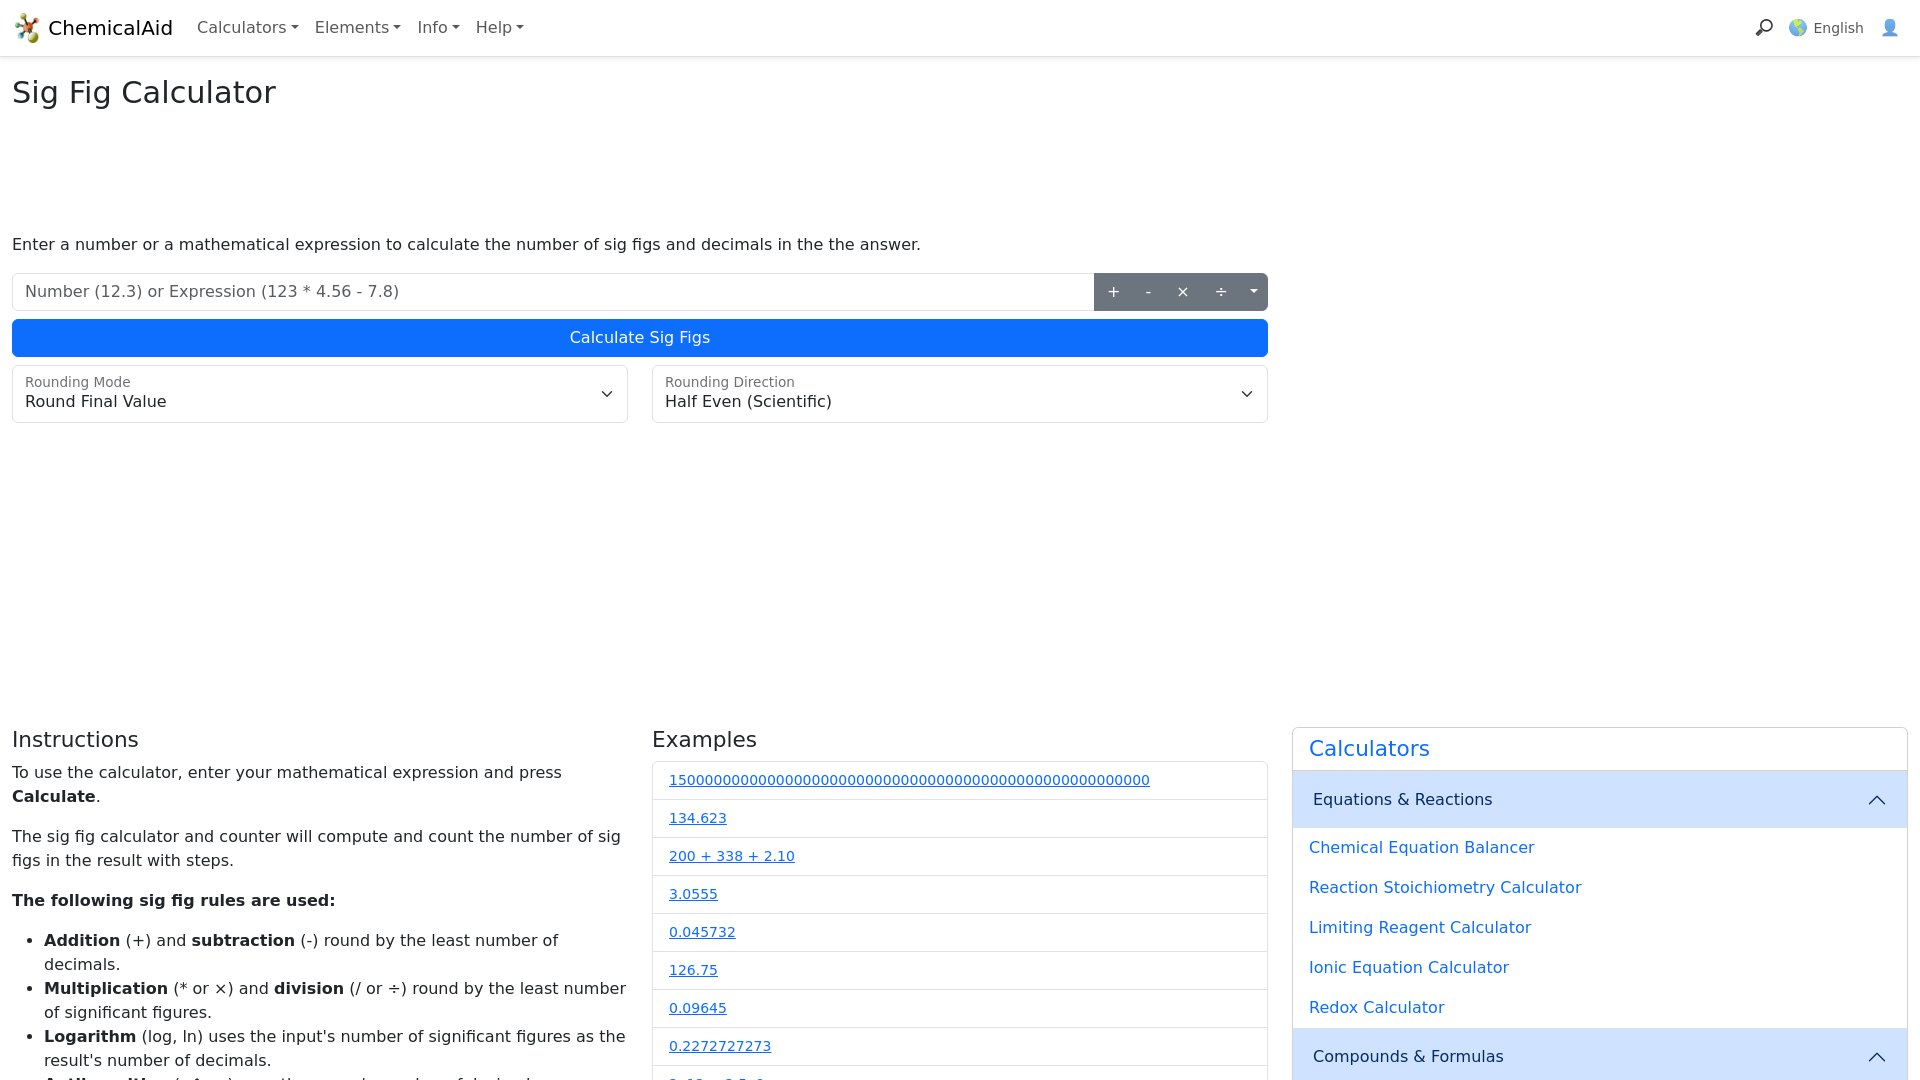 ChemicalAid Calculators Elements Info Help English
Sig Fig Calculator
Enter a number or a mathematical expression to calculate the number of sig figs and decimals in the the answer.
Number (12.3) or Expression (123 * 4.56 - 7.8) + - × ÷
Calculate Sig Figs
Rounding Mode
Round Final Value
Rounding Direction
Half Even (Scientific)
Instructions
To use the calculator, enter your mathematical expression and press
Calculate.
The sig fig calculator and counter will compute and count the number of sig
figs in the result with steps.
The following sig fig rules are used:
• Addition (+) and subtraction (-) round by the least number of
decimals.
• Multiplication (* or ×) and division (/ or ÷) round by the least number
of significant figures.
• Logarithm (log, ln) uses the input's number of significant figures as the
result's number of decimals.
Examples
134.623
200 + 338 + 2.10
3.0555
0.045732
126.75
0.09645
0.2272727273
Calculators
Equations & Reactions
Chemical Equation Balancer
Reaction Stoichiometry Calculator
Limiting Reagent Calculator
Ionic Equation Calculator
Redox Calculator
Compounds & Formulas